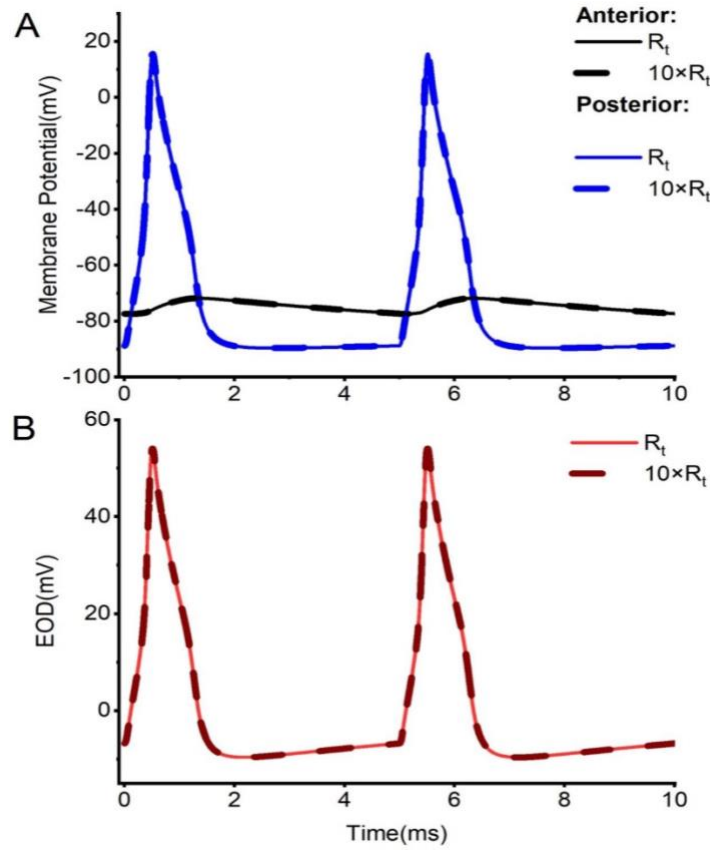 A
Membrane Potential(mV)
20
0
-20
-40
-60
-80
-100
0
2
4
6
8
10
Anterior:
Rt
10×Rt
Posterior:
Rt
10×Rt
B
EOD(mV)
60
40
20
0
0
2
4
6
8
10
Time(ms)
Rt
10×Rt